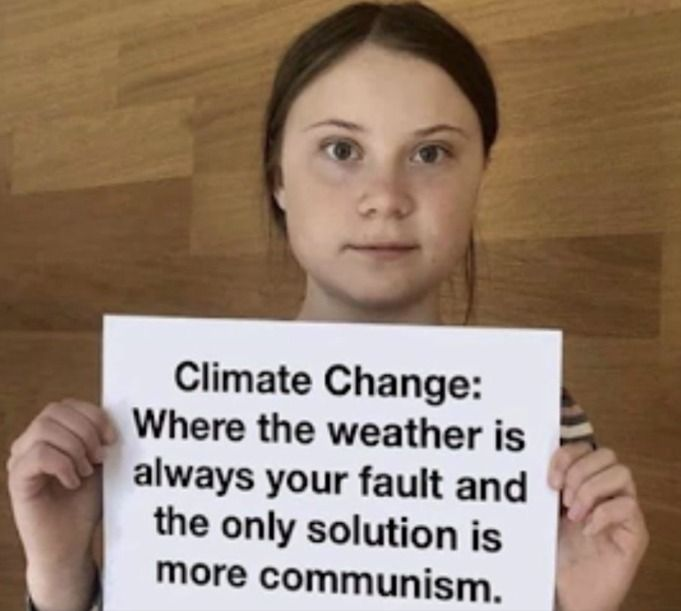 Climate Change:
Where the weather is
always your fault and
the only solution is
more communism.